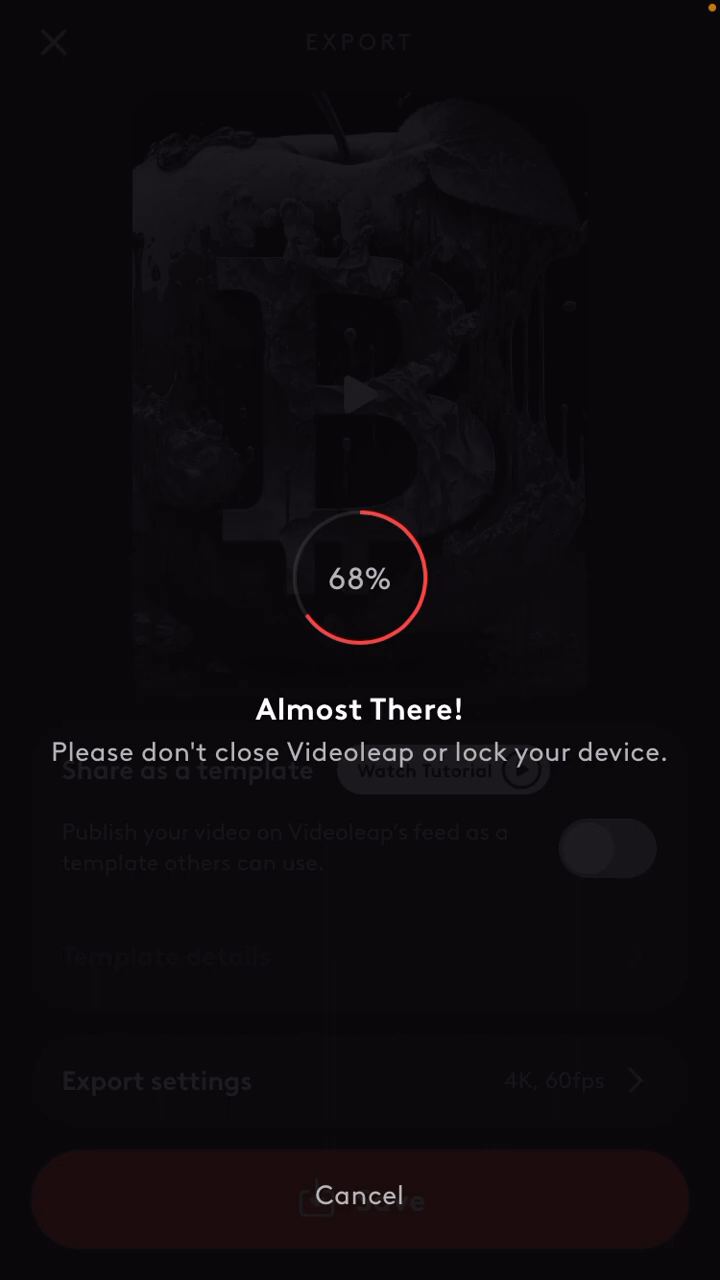 EXPORT
68%
Almost There!
Please don't close Videoleap or lock your device.
Share as a template
Watch Tutorial
Publish your video on Videoleap's feed as a
template others can use.
Template details
Export settings
4K, 60fps
Cancel
Save